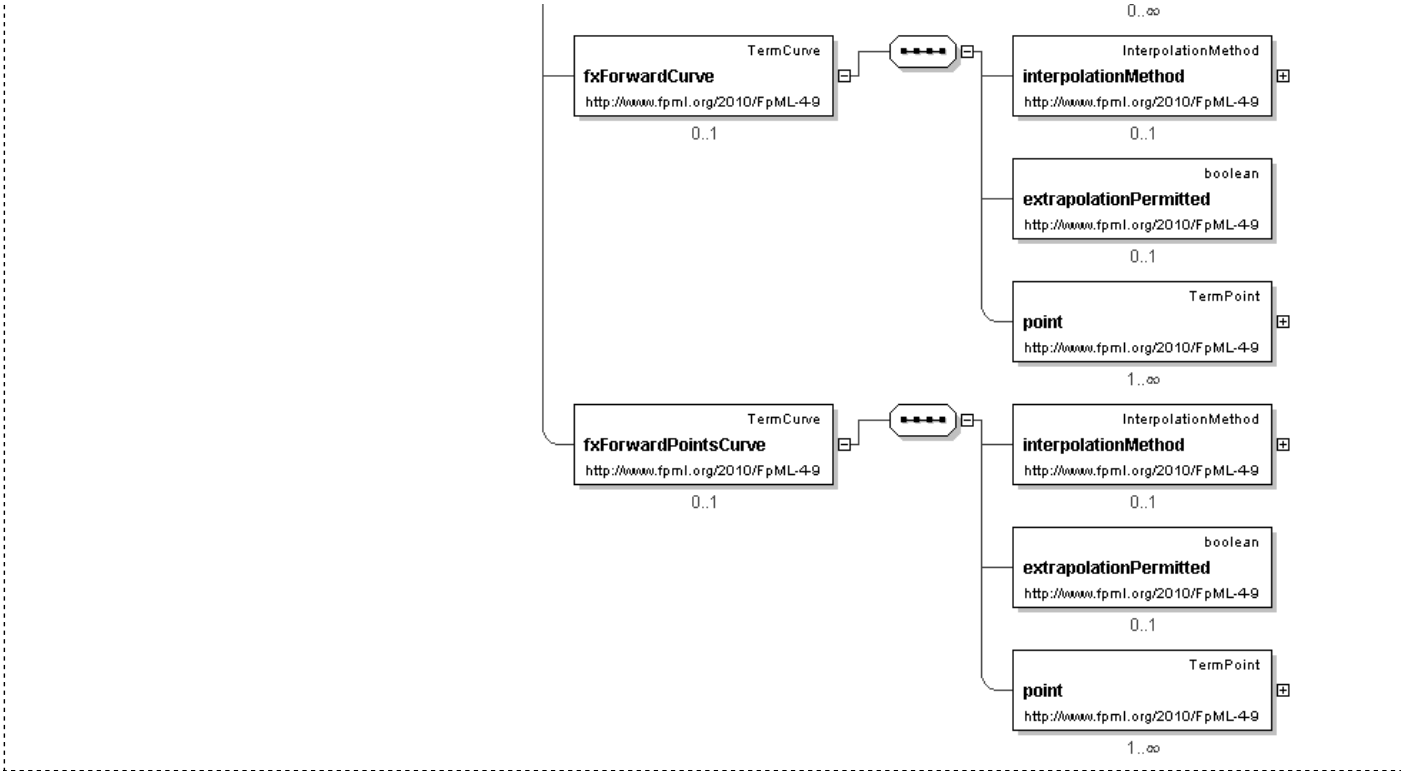 0..∞
TermCurve
fxForwardCurve
http://www.fpml.org/2010/FpML-4-9
0..1
InterpolationMethod
interpolationMethod
http://www.fpml.org/2010/FpML-4-9
0..1
boolean
extrapolationPermitted
http://www.fpml.org/2010/FpML-4-9
0..1
TermPoint
point
http://www.fpml.org/2010/FpML-4-9
1..∞
TermCurve
fxForwardPointsCurve
http://www.fpml.org/2010/FpML-4-9
0..1
InterpolationMethod
interpolationMethod
http://www.fpml.org/2010/FpML-4-9
0..1
boolean
extrapolationPermitted
http://www.fpml.org/2010/FpML-4-9
0..1
TermPoint
point
http://www.fpml.org/2010/FpML-4-9
1..∞